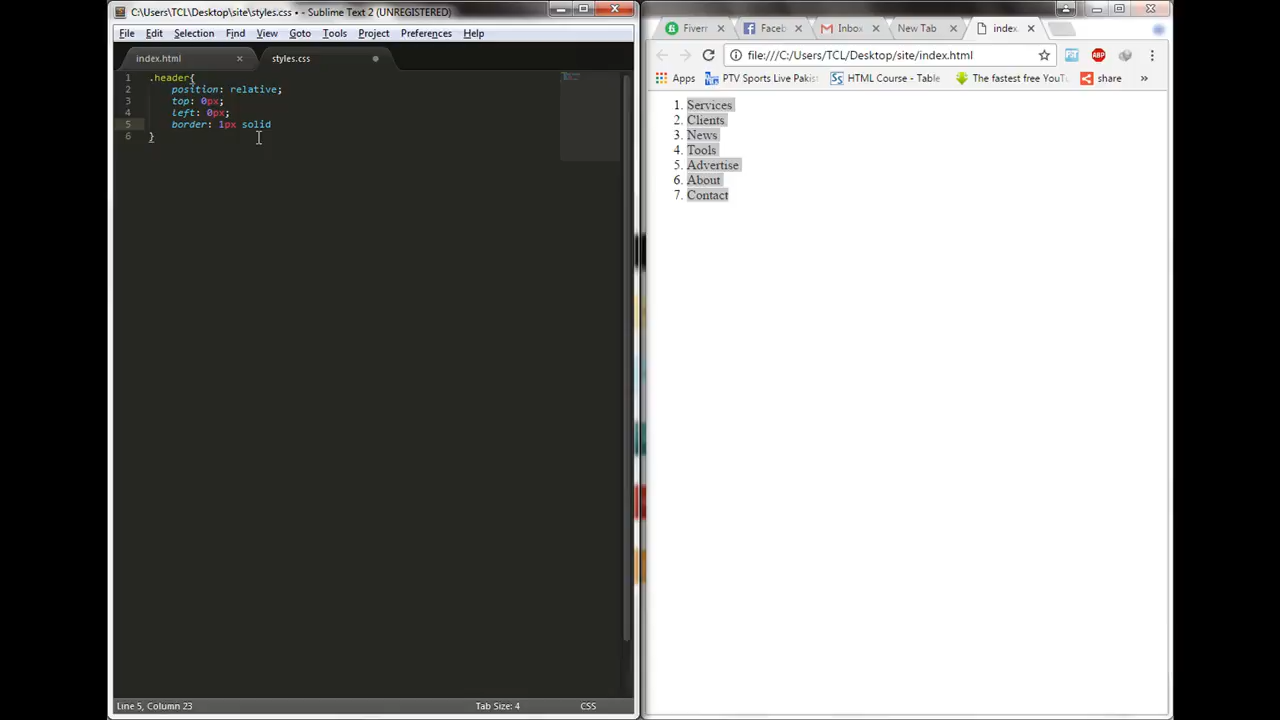 C:\Users\TCL\Desktop\site\styles.css • - Sublime Text 2 (UNREGISTERED)
File Edit Selection Find View Goto Tools Project Preferences Help
index.html × styles.css
1 .header{
2 position: relative;
3 top: 0px;
4 left: 0px;
5 border: 1px solid
6 }
Line 5, Column 23 Tab Size: 4 CSS
Fiverr Faceb Inbox New Tab index.
file:///C:/Users/TCL/Desktop/site/index.html
Apps PTV Sports Live Pakist HTML Course - Table The fastest free YouT share »
1. Services
2. Clients
3. News
4. Tools
5. Advertise
6. About
7. Contact